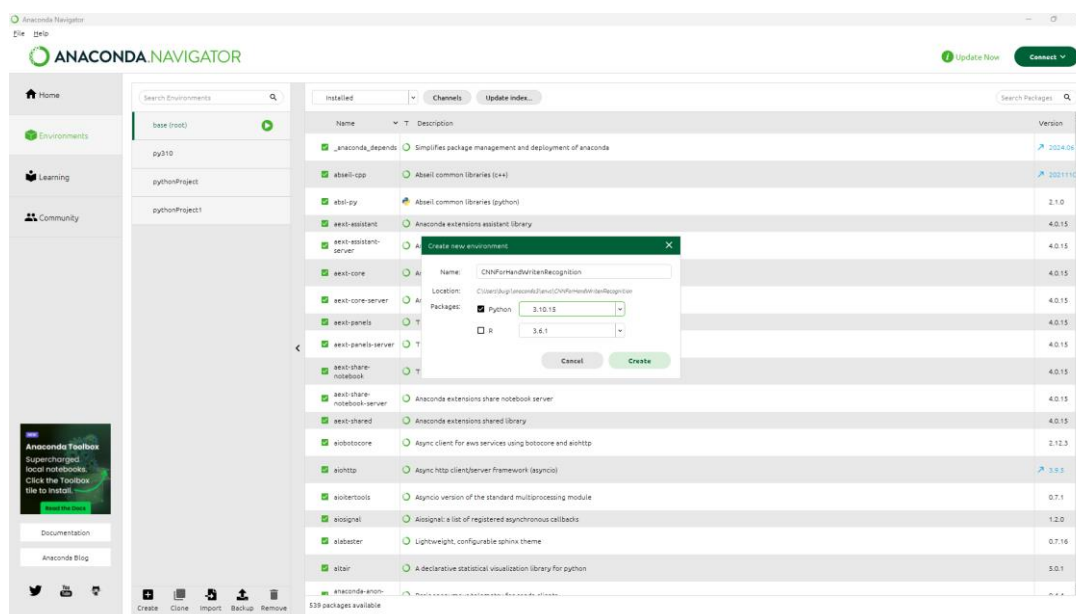 Anaconda Navigator
File Help
ANACONDA.NAVIGATOR
Update Now
Connect
Home
Environments
Learning
Community
Search Environments
base (root)
py310
pythonProject
pythonProject1
Installed
Channels
Update index...
Search Packages
Name T Description Version
_anaconda_depends Simplifies package management and deployment of anaconda 2024.06
abseil-cpp Abseil common libraries (c++) 2021110
absl-py Abseil common libraries (python) 2.1.0
aext-assistant Anaconda extensions assistant library 4.0.15
aext-assistant-
server 4.0.15
aext-core 4.0.15
aext-core-server 4.0.15
aext-panels 4.0.15
aext-panels-server 4.0.15
aext-share-
notebook 4.0.15
aext-share-
notebook-server Anaconda extensions share notebook server 4.0.15
aext-shared Anaconda extensions shared library 4.0.15
aiobotocore Async client for aws services using botocore and aiohttp 2.12.3
aiohttp Async http client/server framework (asyncio) 3.9.5
aioitertools Asyncio version of the standard multiprocessing module 0.7.1
aiosignal Aiosignal: a list of registered asynchronous callbacks 1.2.0
alabaster Lightweight, configurable sphinx theme 0.7.16
altair A declarative statistical visualization library for python 5.0.1
anaconda-anon-
539 packages available
Create new environment
Name: CNNForHandWritenRecognition
Location:
Packages: Python 3.10.15
R 3.6.1
Cancel Create
NEW
Anaconda Toolbox
Supercharged
local notebooks.
Click the Toolbox
tile to install.
Read the Docs
Documentation
Anaconda Blog
Create Clone Import Backup Remove